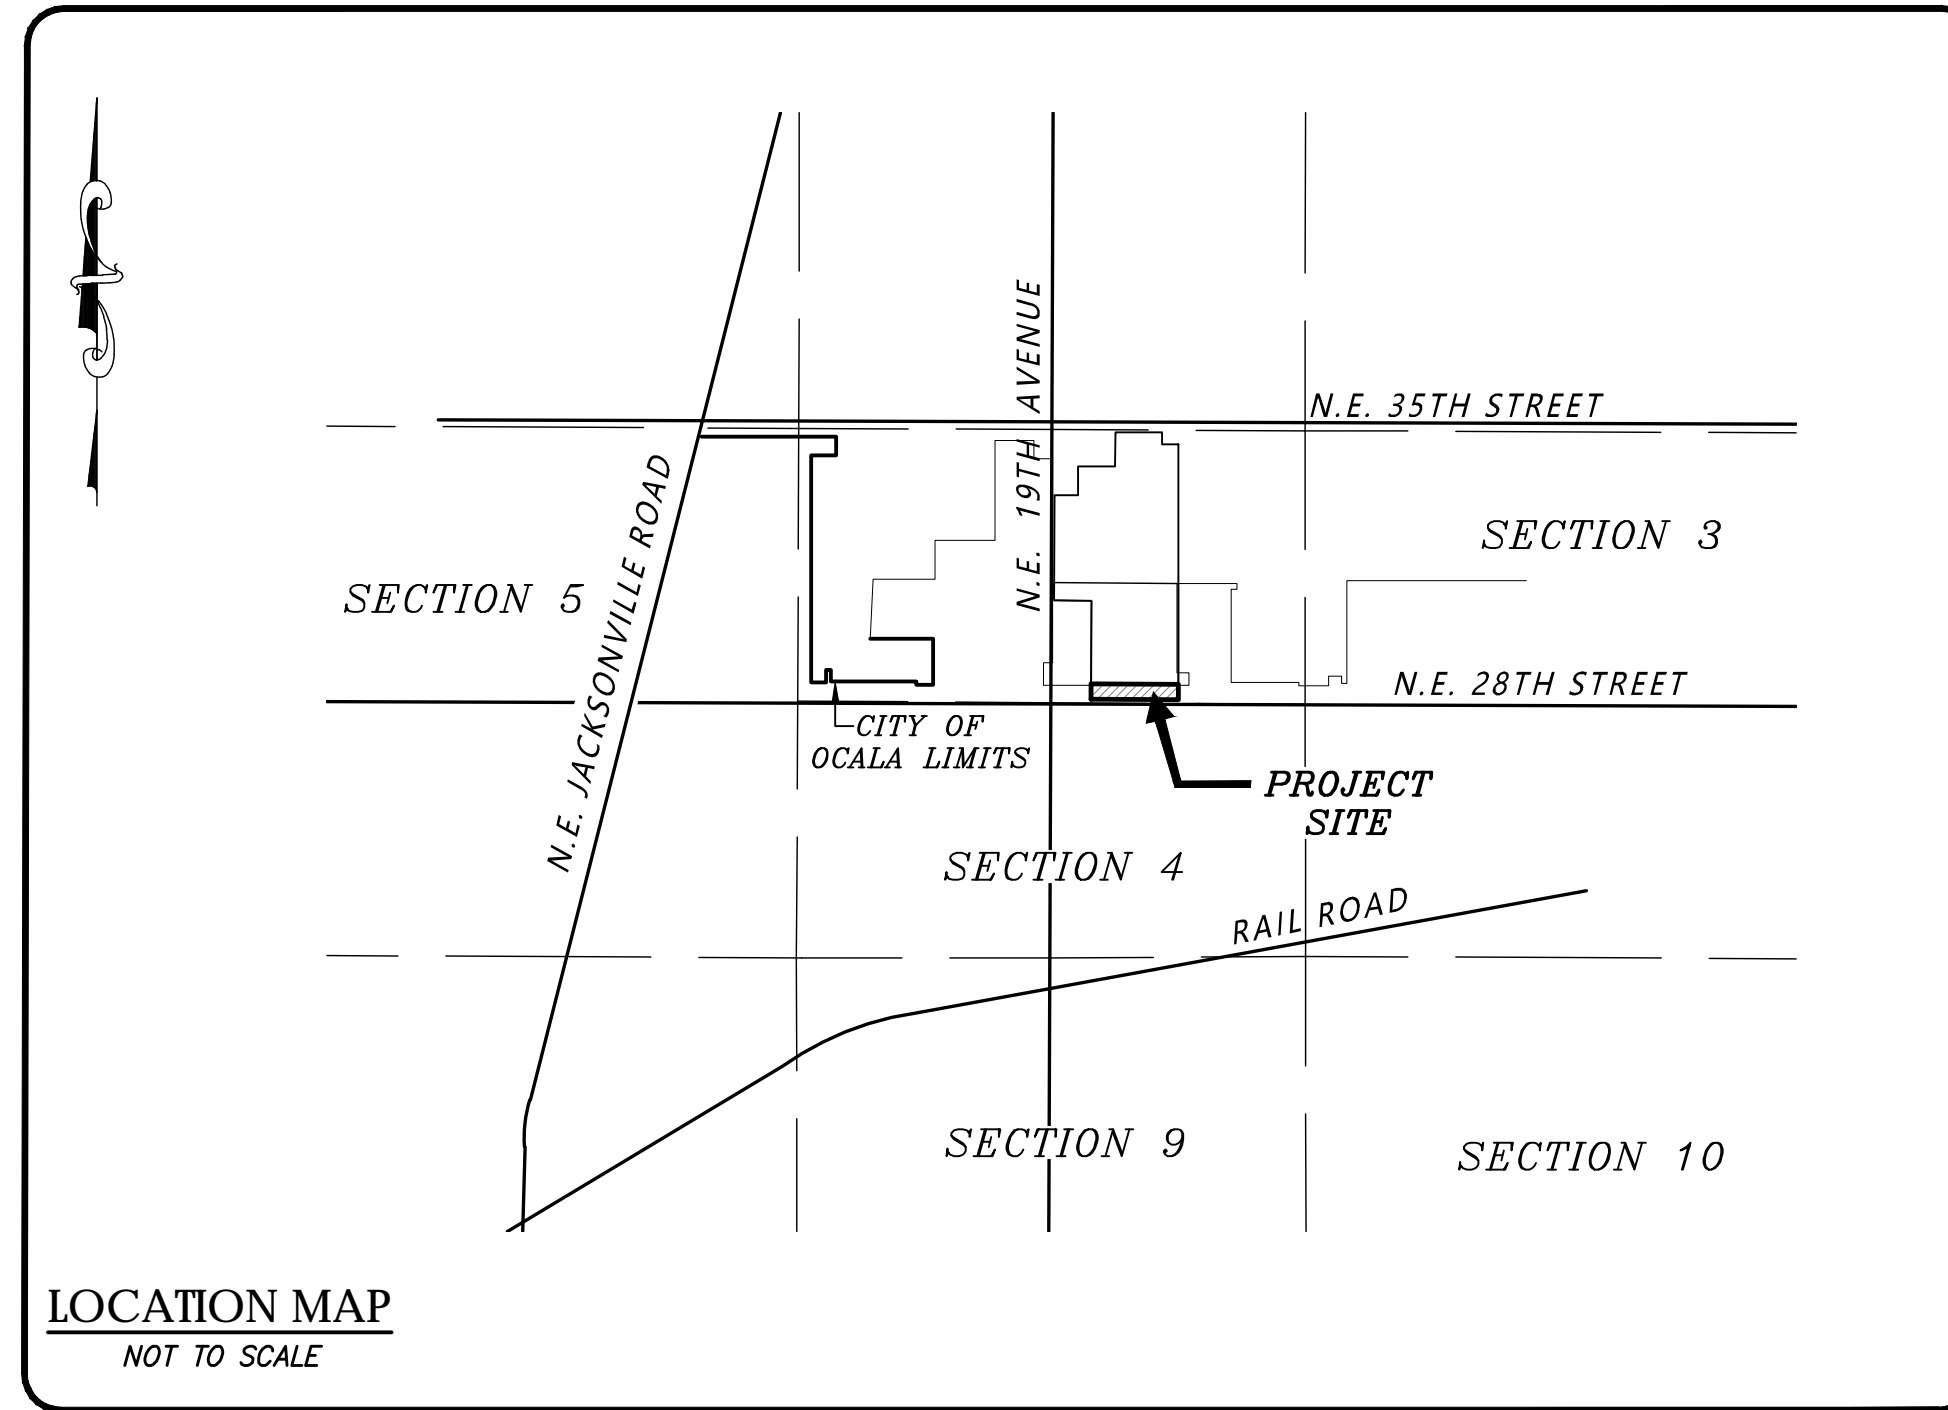 N.E. 35TH STREET
N.E. 19TH AVENUE
N.E. JACKSONVILLE ROAD
SECTION 3
SECTION 5
N.E. 28TH STREET
CITY OF
OCALA LIMITS
PROJECT
SITE
SECTION 4
RAIL ROAD
SECTION 9
SECTION 10
LOCATION MAP
NOT TO SCALE